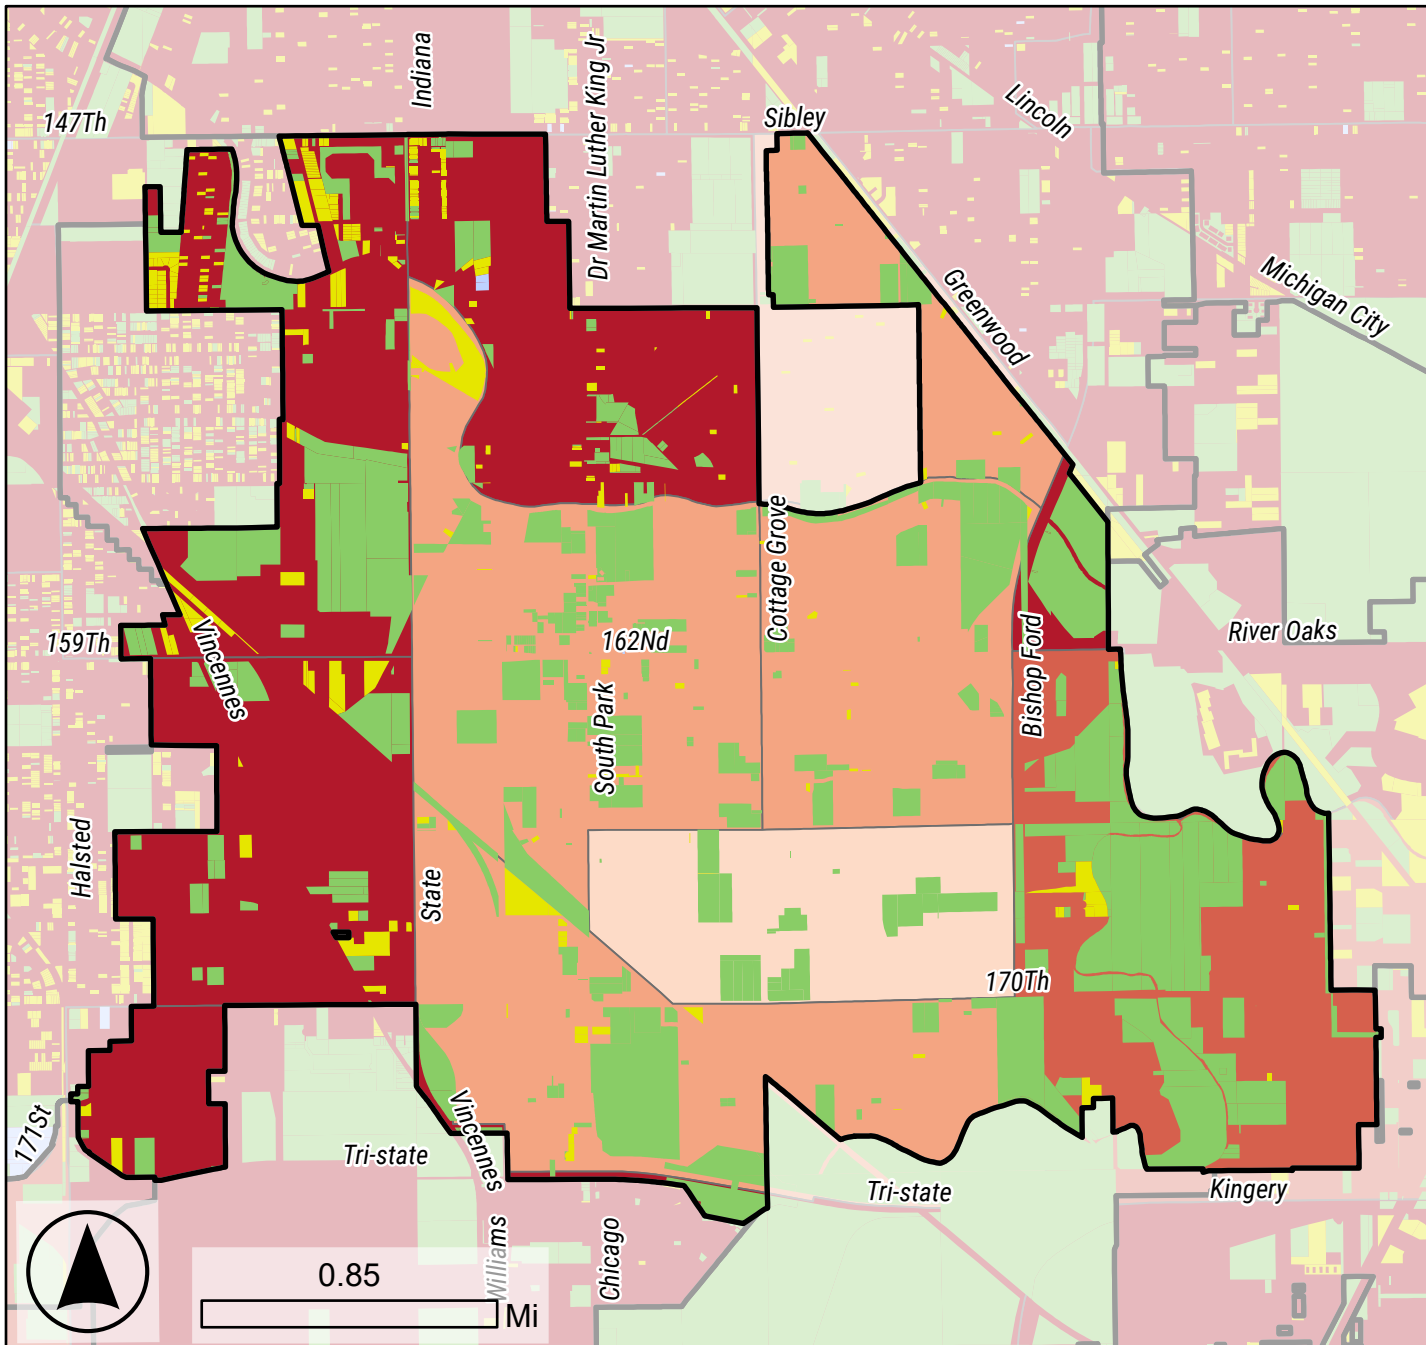 Indiana
Dr Martin Luther King Jr
147Th
Sibley
Lincoln
Michigan City
Greenwood
Cottage Grove
159Th
Vincennes
162Nd
South Park
Bishop Ford
River Oaks
Halsted
State
170Th
171St
Vincennes
Tri-state
Tri-state
Kingery
Williams
Chicago
0.85
Mi